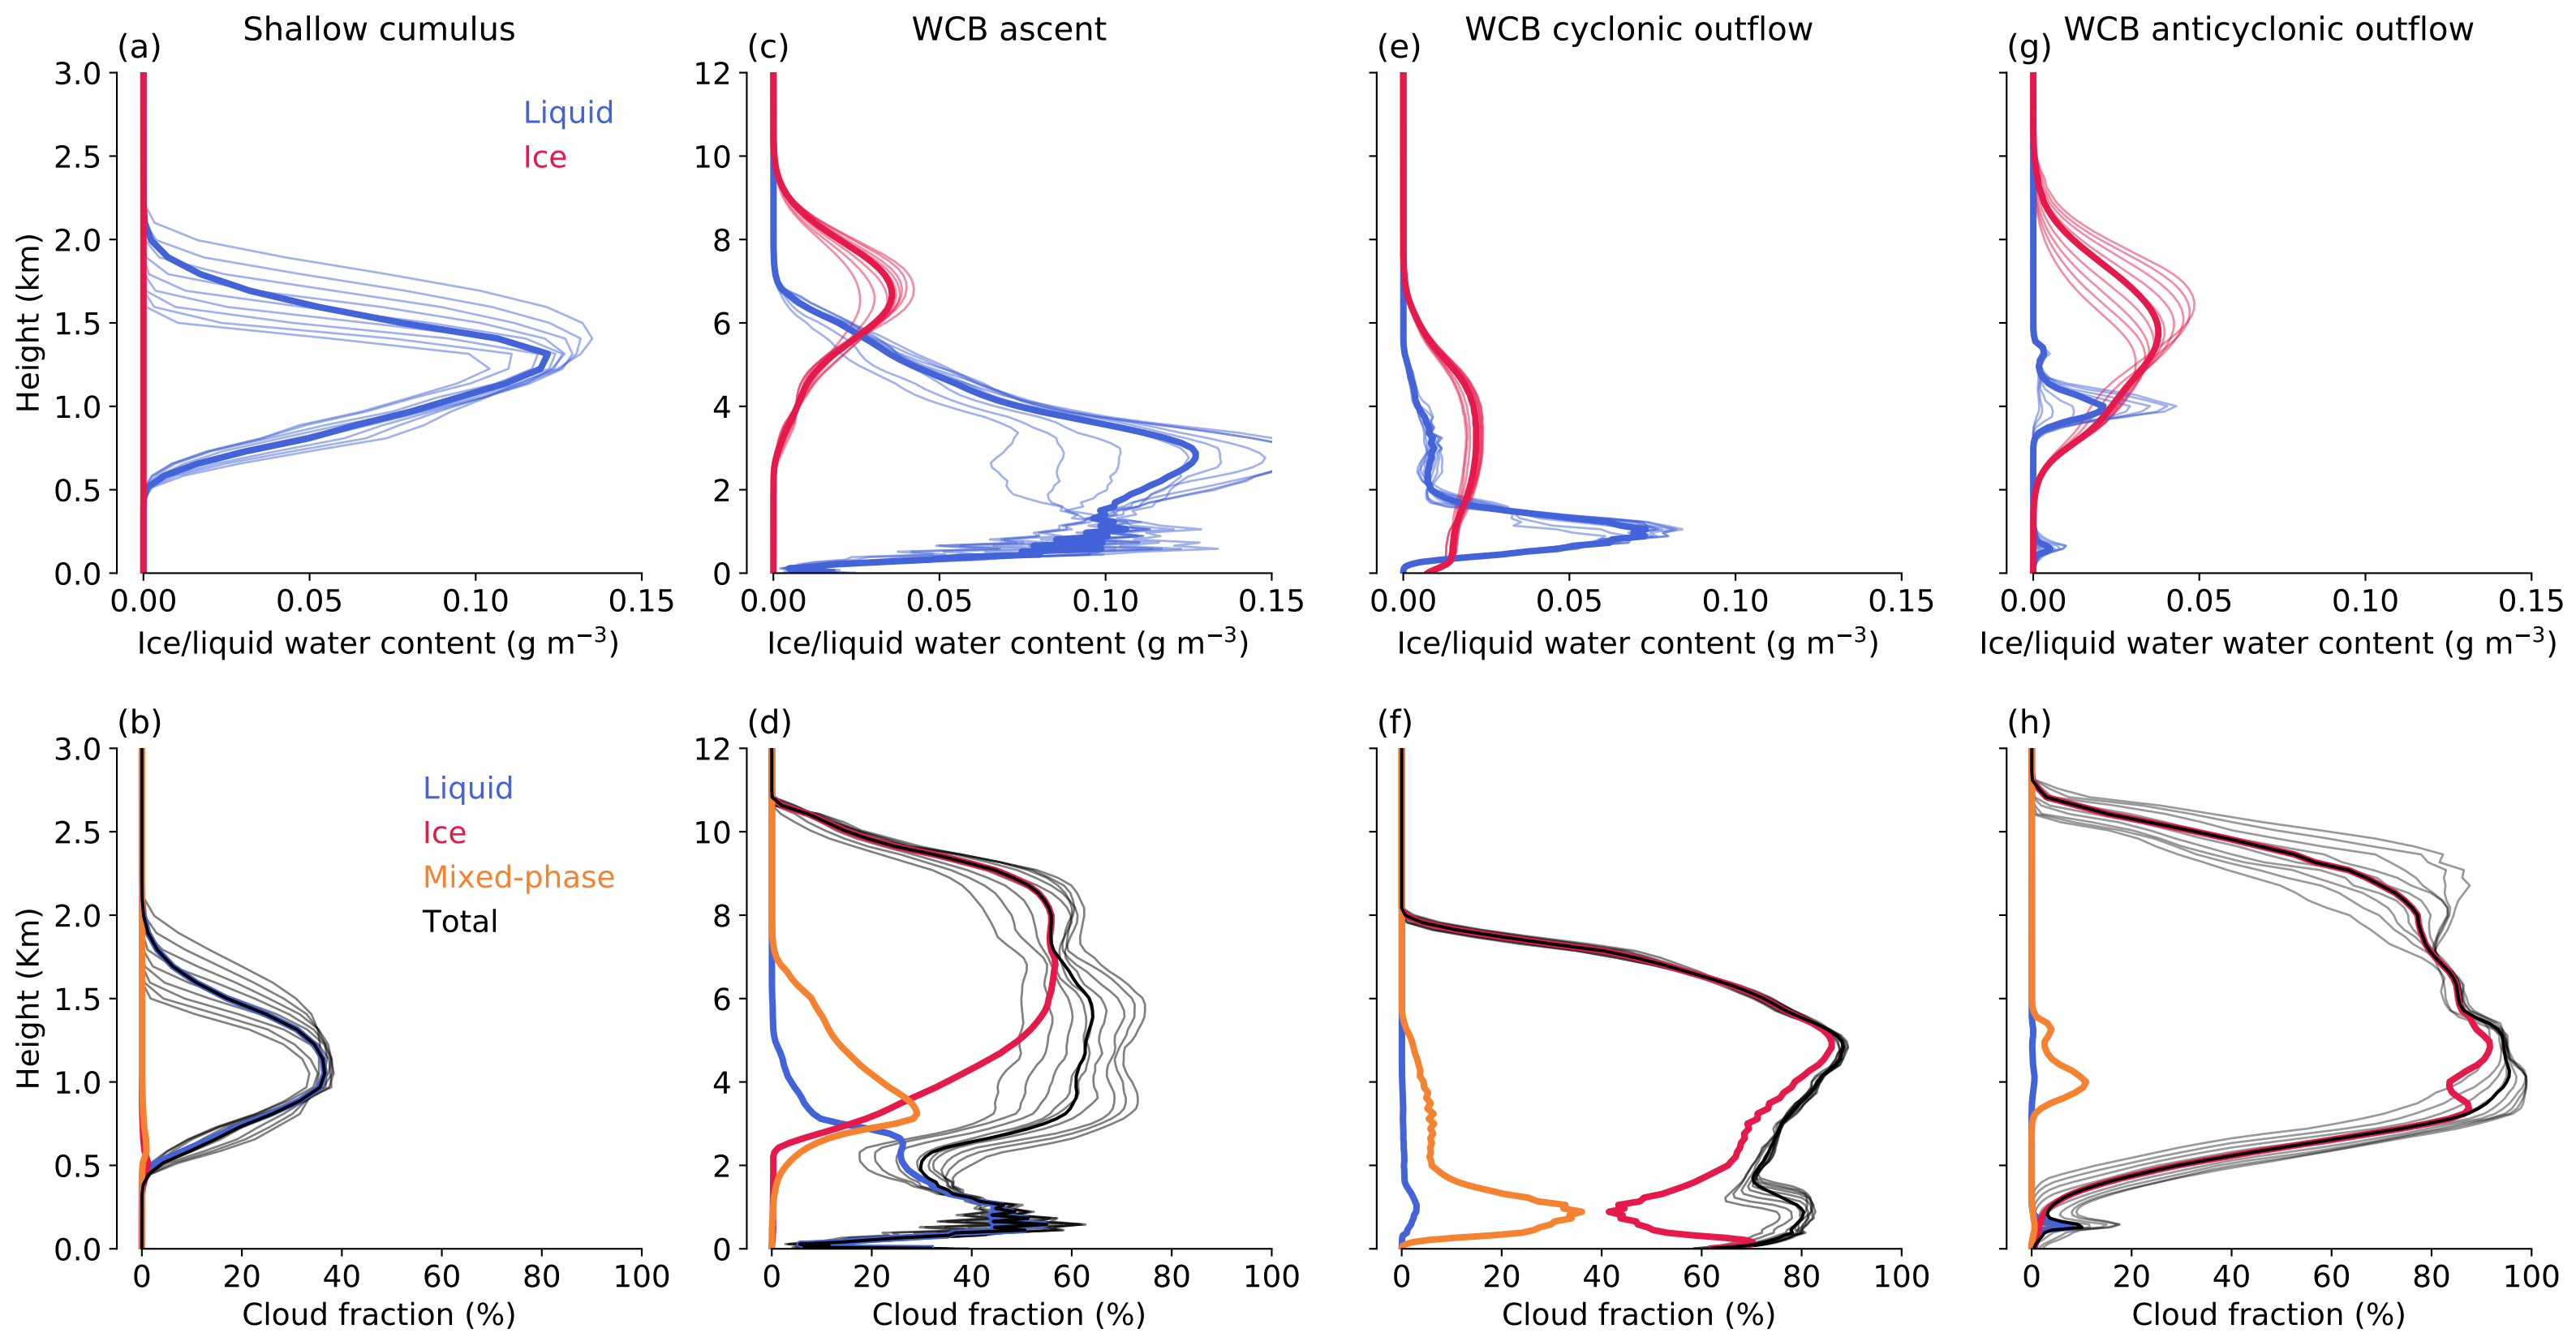 Shallow cumulus
WCB ascent
WCB cyclonic outflow
WCB anticyclonic outflow
(a)
(c)
(e)
(g)
3.0
2.5
2.0
1.5
1.0
0.5
0.0
Height (km)
Liquid
Ice
0.00 0.05 0.10 0.15
Ice/liquid water content (g m⁻³)
12
10
8
6
4
2
0
0.00 0.05 0.10 0.15
Ice/liquid water content (g m⁻³)
0.00 0.05 0.10 0.15
Ice/liquid water content (g m⁻³)
0.00 0.05 0.10 0.15
Ice/liquid water water content (g m⁻³)
(b)
(d)
(f)
(h)
3.0
2.5
2.0
1.5
1.0
0.5
0.0
Height (Km)
Liquid
Ice
Mixed-phase
Total
0 20 40 60 80 100
Cloud fraction (%)
12
10
8
6
4
2
0
0 20 40 60 80 100
Cloud fraction (%)
0 20 40 60 80 100
Cloud fraction (%)
0 20 40 60 80 100
Cloud fraction (%)